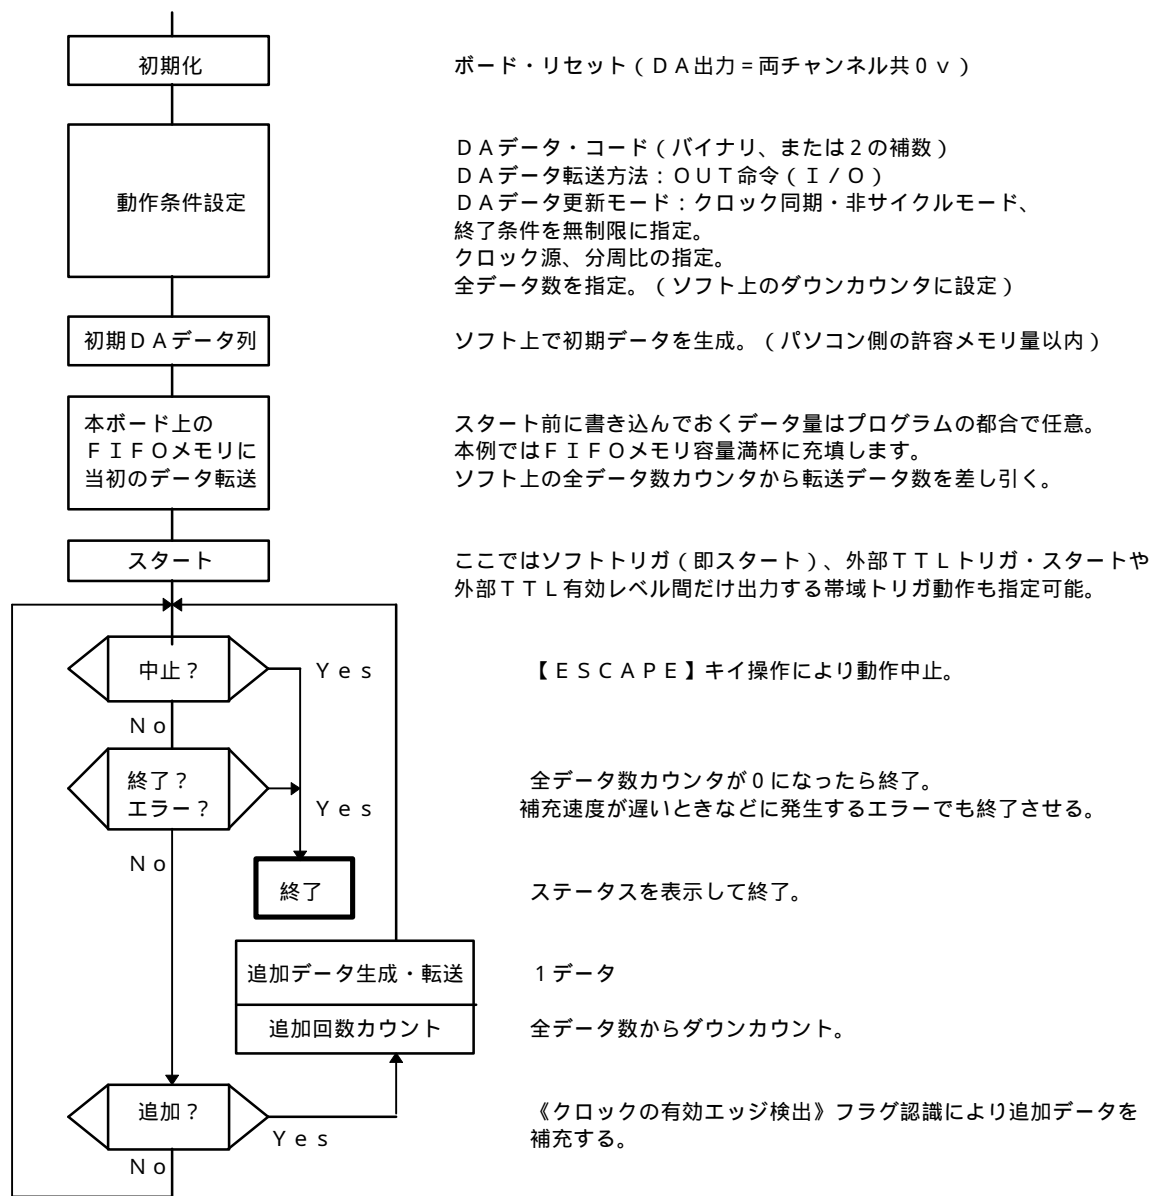 初期化
ボード・リセット（ＤＡ出力＝両チャンネル共０ｖ）
動作条件設定
ＤＡデータ・コード（バイナリ、または２の補数）
ＤＡデータ転送方法：ＯＵＴ命令（Ｉ／Ｏ）
ＤＡデータ更新モード：クロック同期・非サイクルモード、
終了条件を無制限に指定。
クロック源、分周比の指定。
全データ数を指定。（ソフト上のダウンカウンタに設定）
初期ＤＡデータ列
ソフト上で初期データを生成。（パソコン側の許容メモリ量以内）
本ボード上の
ＦＩＦＯメモリに
当初のデータ転送
スタート前に書き込んでおくデータ量はプログラムの都合で任意。
本例ではＦＩＦＯメモリ容量満杯に充填します。
ソフト上の全データ数カウンタから転送データ数を差し引く。
スタート
ここではソフトトリガ（即スタート）、外部ＴＴＬトリガ・スタートや
外部ＴＴＬ有効レベル間だけ出力する帯域トリガ動作も指定可能。
中止？
Ｙｅｓ
【ＥＳＣＡＰＥ】キイ操作により動作中止。
Ｎｏ
終了？
エラー？
Ｙｅｓ
全データ数カウンタが０になったら終了。
補充速度が遅いときなどに発生するエラーでも終了させる。
Ｎｏ
終了
ステータスを表示して終了。
追加データ生成・転送
１データ
追加回数カウント
全データ数からダウンカウント。
追加？
Ｙｅｓ
《クロックの有効エッジ検出》フラグ認識により追加データを
補充する。
Ｎｏ